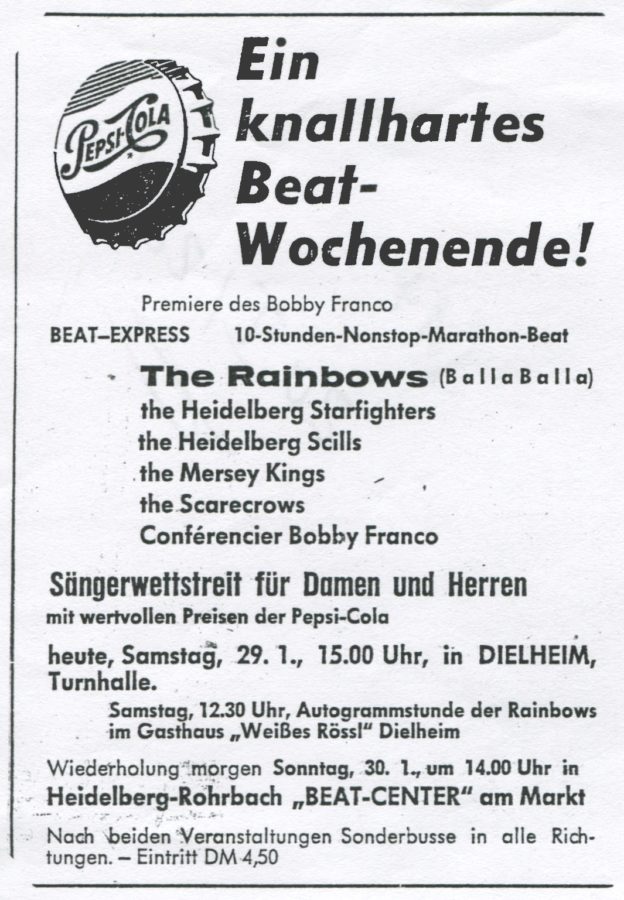 PEPSI-COLA
Ein
knallhartes
Beat-
Wochenende!
Premiere des Bobby Franco
BEAT–EXPRESS 10-Stunden-Nonstop-Marathon-Beat
The Rainbows (BallaBalla)
the Heidelberg Starfighters
the Heidelberg Scills
the Mersey Kings
the Scarecrows
Conférencier Bobby Franco
Sängerwettstreit für Damen und Herren
mit wertvollen Preisen der Pepsi-Cola
heute, Samstag, 29. 1., 15.00 Uhr, in DIELHEIM,
Turnhalle.
Samstag, 12.30 Uhr, Autogrammstunde der Rainbows
im Gasthaus „Weißes Rössl" Dielheim
Wiederholung morgen Sonntag, 30. 1., um 14.00 Uhr in
Heidelberg-Rohrbach „BEAT-CENTER" am Markt
Nach beiden Veranstaltungen Sonderbusse in alle Rich-
tungen. – Eintritt DM 4,50